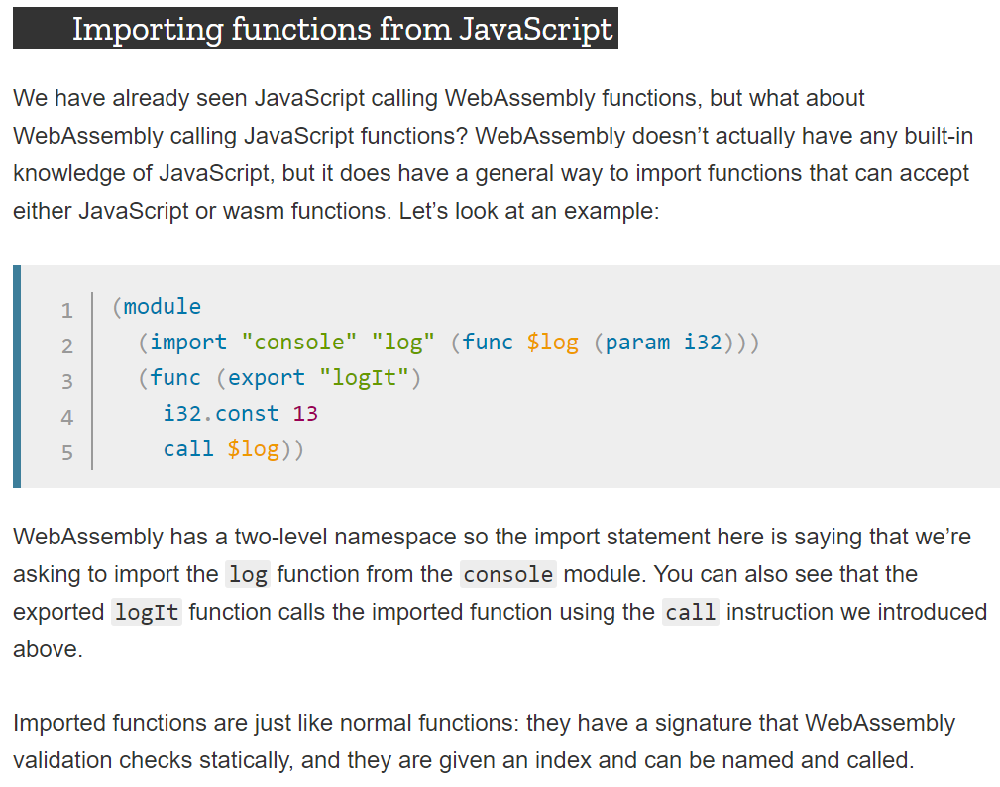 Importing functions from JavaScript
We have already seen JavaScript calling WebAssembly functions, but what about
WebAssembly calling JavaScript functions? WebAssembly doesn’t actually have any built-in
knowledge of JavaScript, but it does have a general way to import functions that can accept
either JavaScript or wasm functions. Let’s look at an example:
1 (module
2   (import "console" "log" (func $log (param i32)))
3   (func (export "logIt")
4     i32.const 13
5     call $log))
WebAssembly has a two-level namespace so the import statement here is saying that we’re
asking to import the log function from the console module. You can also see that the
exported logIt function calls the imported function using the call instruction we introduced
above.
Imported functions are just like normal functions: they have a signature that WebAssembly
validation checks statically, and they are given an index and can be named and called.